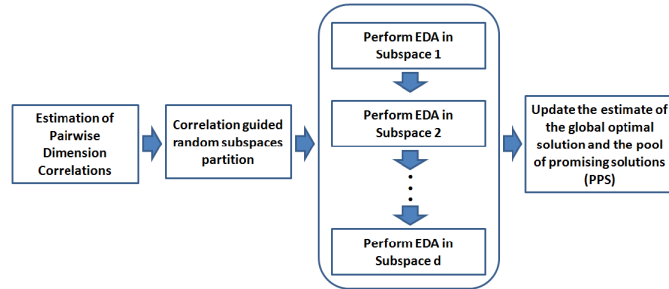 Estimation of
Pairwise
Dimension
Correlations
Correlation guided
random subspaces
partition
Perform EDA in
Subspace 1
Perform EDA in
Subspace 2
Perform EDA in
Subspace d
Update the estimate of
the global optimal
solution and the pool
of promising solutions
(PPS)